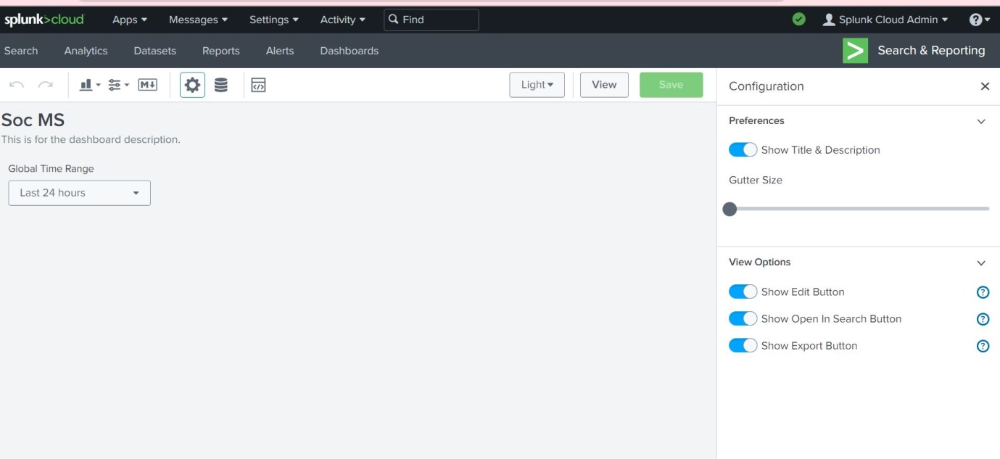 splunk>cloud Apps Messages Settings Activity Find Splunk Cloud Admin ?
Search Analytics Datasets Reports Alerts Dashboards > Search & Reporting
M </> Light View Save
Soc MS
This is for the dashboard description.
Global Time Range
Last 24 hours
Configuration
Preferences
Show Title & Description
Gutter Size
View Options
Show Edit Button ?
Show Open In Search Button ?
Show Export Button ?